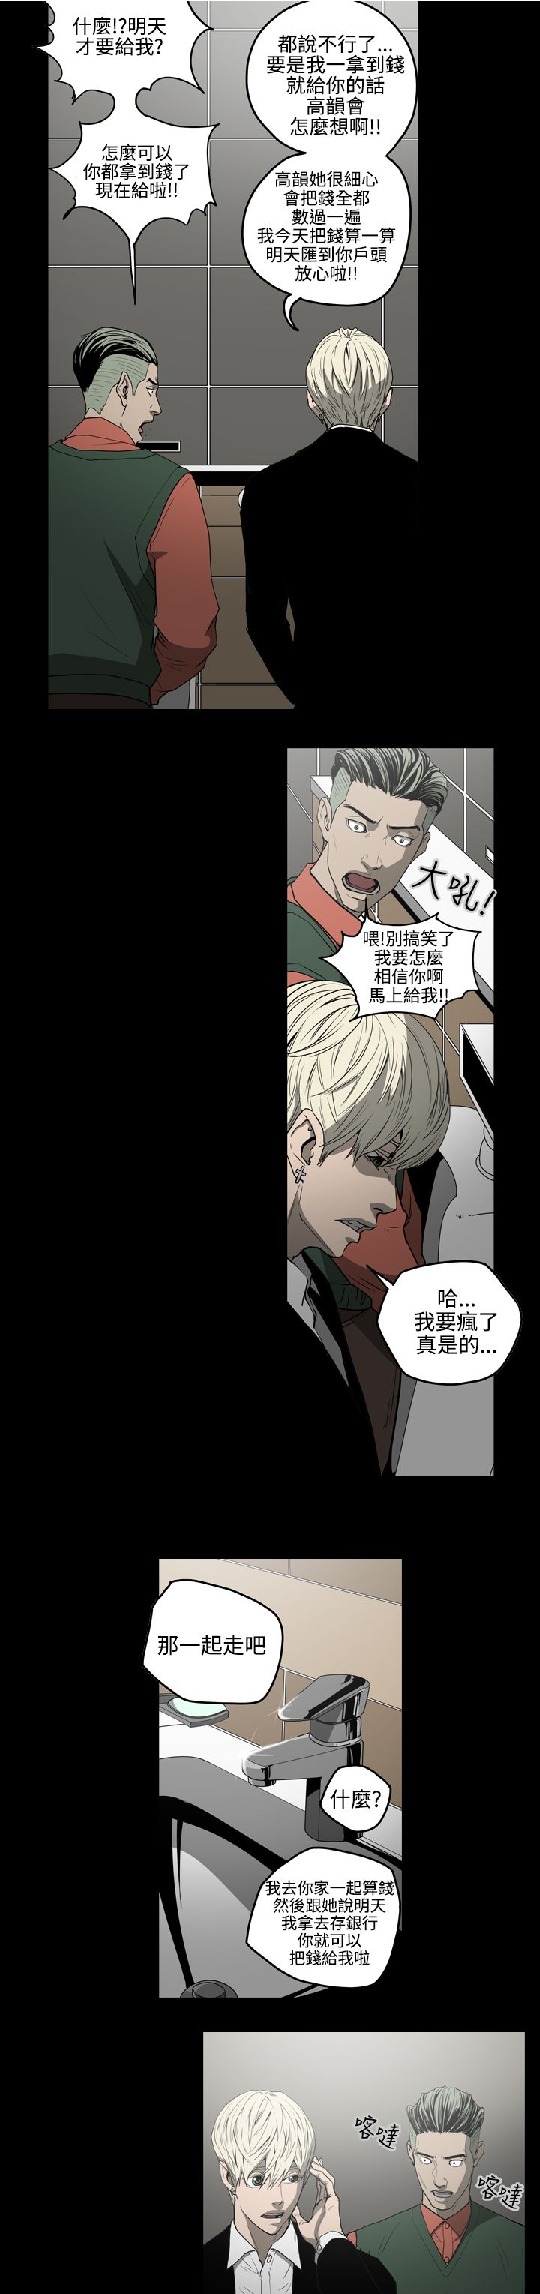 什麼!?明天
才要給我?
都說不行了...
要是我一拿到錢
就給你的話
高韻會
怎麼想啊!!
怎麼可以
你都拿到錢了
現在給啦!!
高韻她很細心
會把錢全都
數過一遍
我今天把錢算一算
明天匯到你戶頭
放心啦!!
大吼!
喂!別搞笑了
我要怎麼
相信你啊
馬上給我!!
哈...
我要瘋了
真是的...
那一起走吧
什麼?
我去你家一起算錢
然後跟她說明天
我拿去存銀行
你就可以
把錢給我啦
喀噠
喀噠